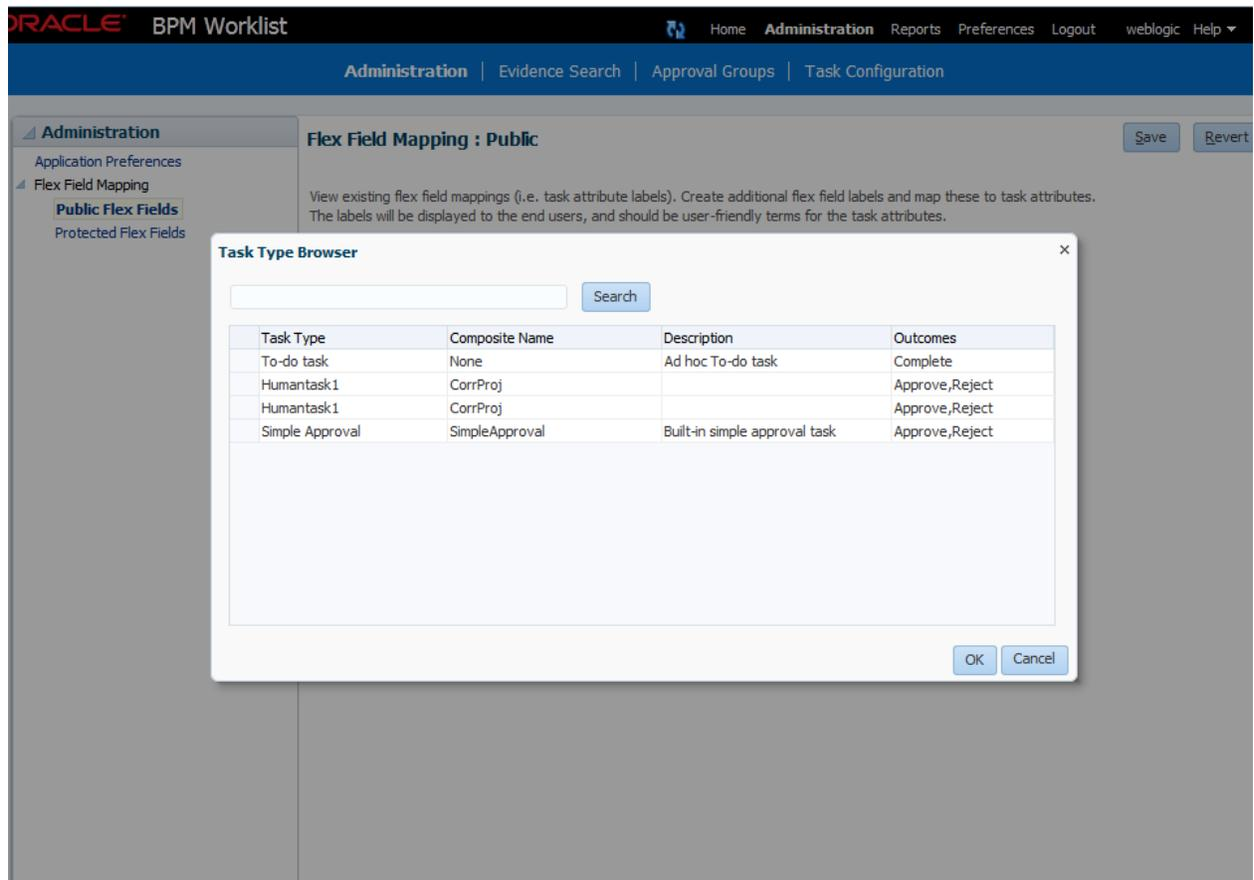 ORACLE BPM Worklist Home Administration Reports Preferences Logout weblogic Help
Administration | Evidence Search | Approval Groups | Task Configuration
Administration
Application Preferences
Flex Field Mapping
Public Flex Fields
Protected Flex Fields
Flex Field Mapping : Public Save Revert
View existing flex field mappings (i.e. task attribute labels). Create additional flex field labels and map these to task attributes.
The labels will be displayed to the end users, and should be user-friendly terms for the task attributes.
Task Type Browser ×
Search
Task Type Composite Name Description Outcomes
To-do task None Ad hoc To-do task Complete
Humantask1 CorrProj Approve,Reject
Humantask1 CorrProj Approve,Reject
Simple Approval SimpleApproval Built-in simple approval task Approve,Reject
OK Cancel